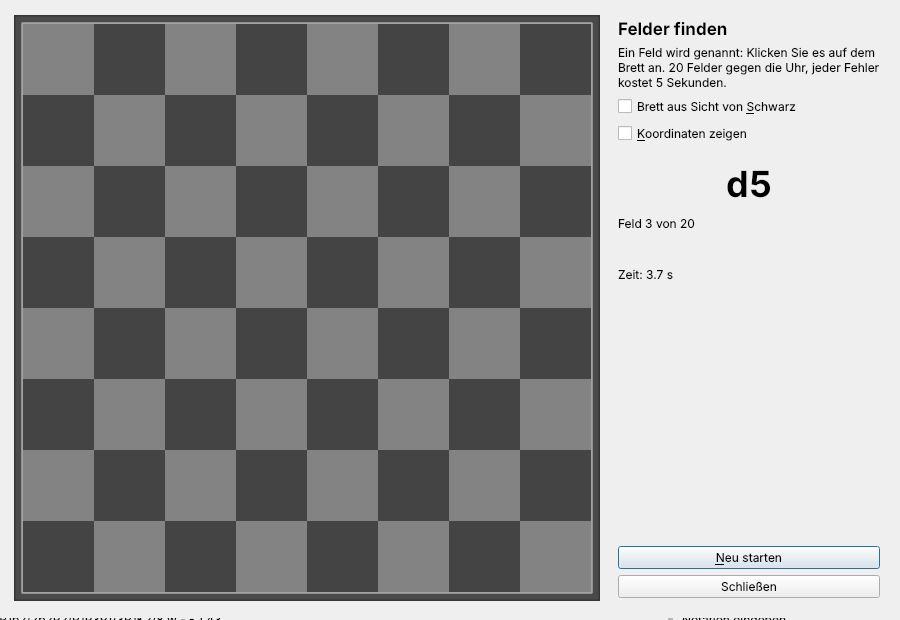 Felder finden
Ein Feld wird genannt: Klicken Sie es auf dem
Brett an. 20 Felder gegen die Uhr, jeder Fehler
kostet 5 Sekunden.
Brett aus Sicht von Schwarz
Koordinaten zeigen
d5
Feld 3 von 20
Zeit: 3.7 s
Neu starten
Schließen
Notation eingeben